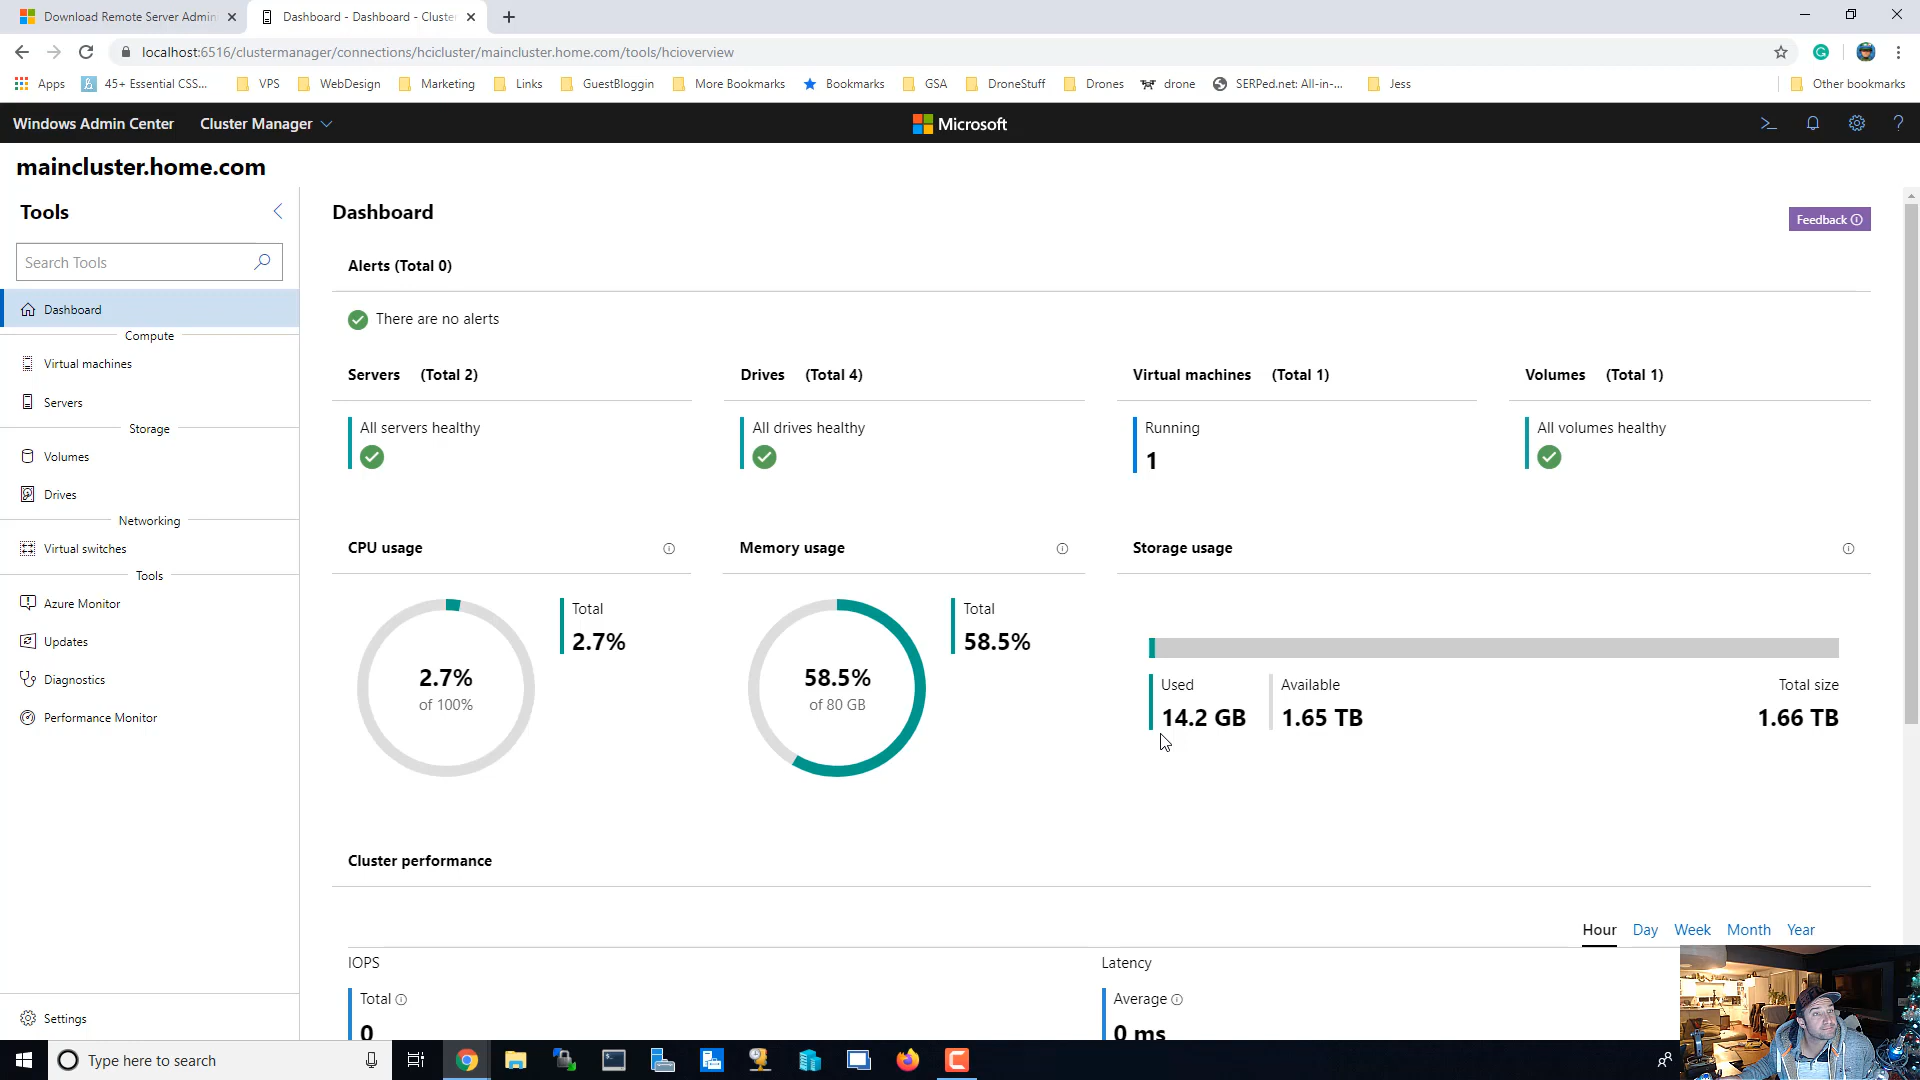 Download Remote Server Admin
Dashboard - Dashboard - Cluste
localhost:6516/clustermanager/connections/hcicluster/maincluster.home.com/tools/hcioverview
Apps 45+ Essential CSS... VPS WebDesign Marketing Links GuestBloggin More Bookmarks Bookmarks GSA DroneStuff Drones drone SERPed.net: All-in-... Jess Other bookmarks
Windows Admin Center Cluster Manager Microsoft
maincluster.home.com
Tools
Search Tools
Dashboard
Compute
Virtual machines
Servers
Storage
Volumes
Drives
Networking
Virtual switches
Tools
Azure Monitor
Updates
Diagnostics
Performance Monitor
Settings
Dashboard
Feedback
Alerts (Total 0)
There are no alerts
Servers (Total 2)
All servers healthy
Drives (Total 4)
All drives healthy
Virtual machines (Total 1)
Running
1
Volumes (Total 1)
All volumes healthy
CPU usage
2.7%
of 100%
Total
2.7%
Memory usage
58.5%
of 80 GB
Total
58.5%
Storage usage
Used
14.2 GB
Available
1.65 TB
Total size
1.66 TB
Cluster performance
Hour Day Week Month Year
IOPS
Total
0
Latency
Average
0 ms
Type here to search